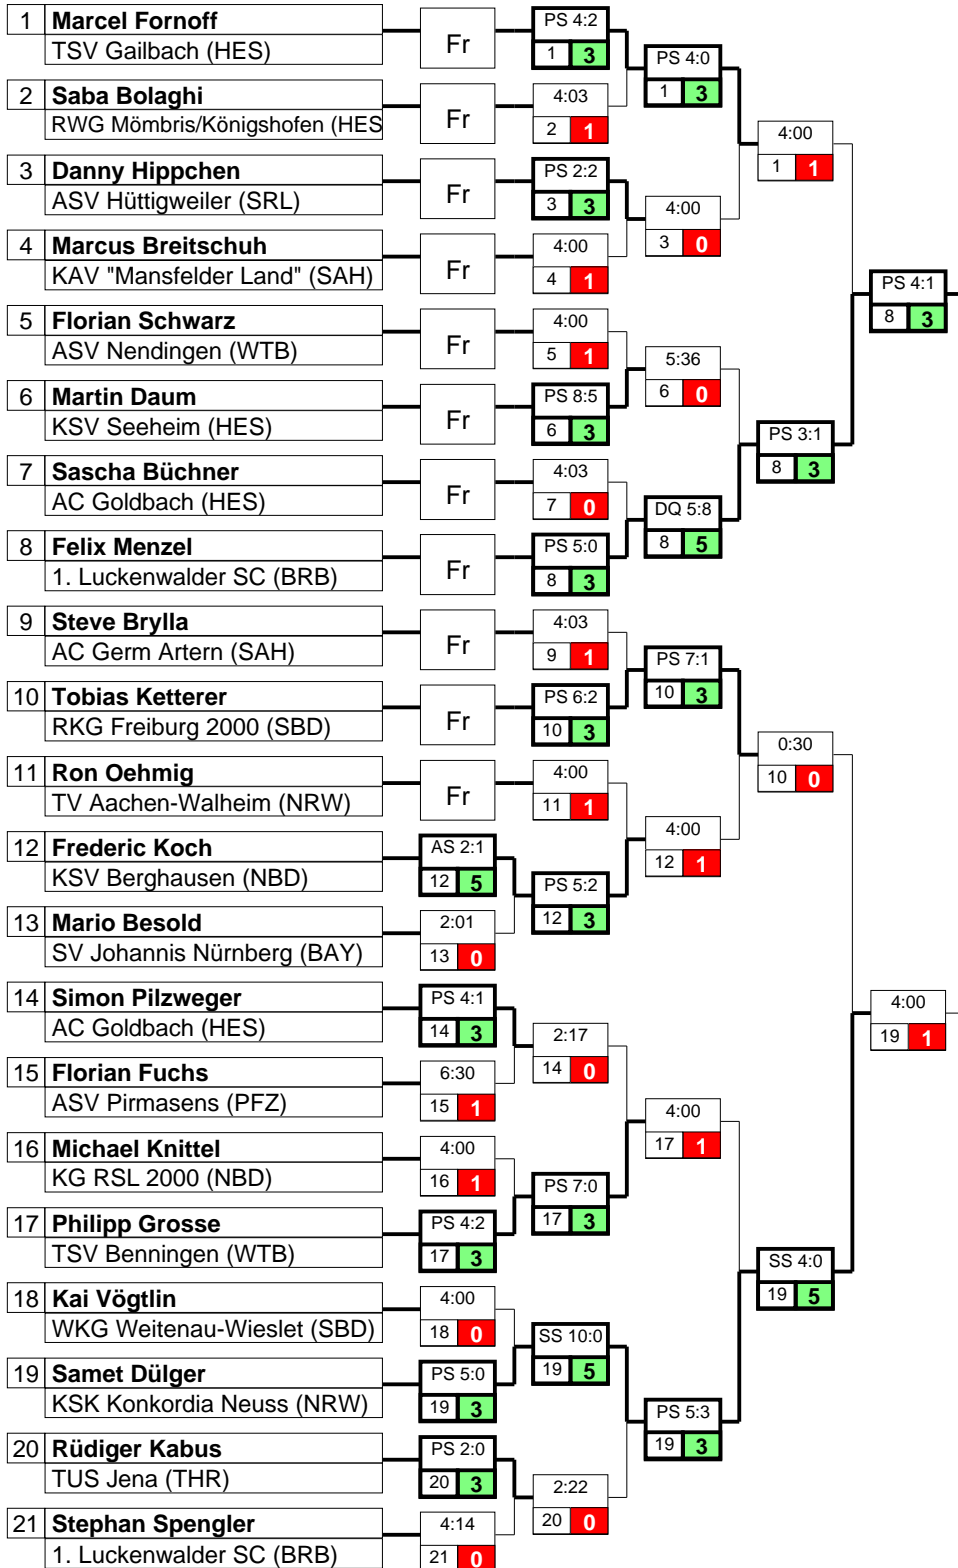 1 Marcel Fornoff
TSV Gailbach (HES)
2 Saba Bolaghi
RWG Mömbris/Königshofen (HES
3 Danny Hippchen
ASV Hüttigweiler (SRL)
4 Marcus Breitschuh
KAV "Mansfelder Land" (SAH)
5 Florian Schwarz
ASV Nendingen (WTB)
6 Martin Daum
KSV Seeheim (HES)
7 Sascha Büchner
AC Goldbach (HES)
8 Felix Menzel
1. Luckenwalder SC (BRB)
9 Steve Brylla
AC Germ Artern (SAH)
10 Tobias Ketterer
RKG Freiburg 2000 (SBD)
11 Ron Oehmig
TV Aachen-Walheim (NRW)
12 Frederic Koch
KSV Berghausen (NBD)
13 Mario Besold
SV Johannis Nürnberg (BAY)
14 Simon Pilzweger
AC Goldbach (HES)
15 Florian Fuchs
ASV Pirmasens (PFZ)
16 Michael Knittel
KG RSL 2000 (NBD)
17 Philipp Grosse
TSV Benningen (WTB)
18 Kai Vögtlin
WKG Weitenau-Wieslet (SBD)
19 Samet Dülger
KSK Konkordia Neuss (NRW)
20 Rüdiger Kabus
TUS Jena (THR)
21 Stephan Spengler
1. Luckenwalder SC (BRB)
Fr
Fr
Fr
Fr
Fr
Fr
Fr
Fr
Fr
Fr
Fr
AS 2:1
12 5
2:01
13 0
PS 4:1
14 3
6:30
15 1
4:00
16 1
PS 4:2
17 3
4:00
18 0
PS 5:0
19 3
PS 2:0
20 3
4:14
21 0
PS 4:2
1 3
4:03
2 1
PS 2:2
3 3
4:00
4 1
4:00
5 1
PS 8:5
6 3
4:03
7 0
PS 5:0
8 3
4:03
9 1
PS 6:2
10 3
4:00
11 1
PS 5:2
12 3
2:17
14 0
PS 7:0
17 3
SS 10:0
19 5
2:22
20 0
PS 4:0
1 3
4:00
3 0
5:36
6 0
DQ 5:8
8 5
PS 7:1
10 3
4:00
12 1
4:00
17 1
PS 5:3
19 3
4:00
1 1
PS 3:1
8 3
0:30
10 0
SS 4:0
19 5
PS 4:1
8 3
4:00
19 1